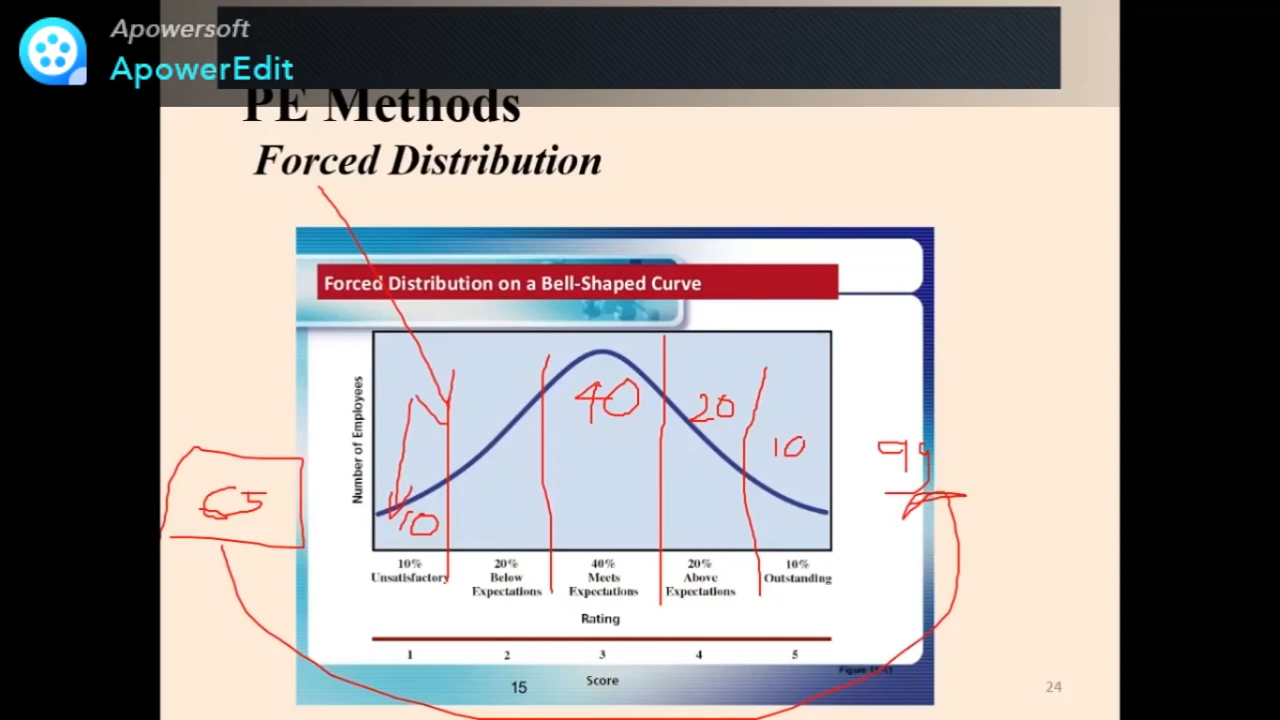 Apowersoft
ApowerEdit
PE Methods
Forced Distribution
Forced Distribution on a Bell-Shaped Curve
Number of Employees
40
20
10
10
65
10% 20% 40% 20% 10%
Unsatisfactory Below Meets Above Outstanding
Expectations Expectations Expectations
Rating
1 2 3 4 5
Score
15
24